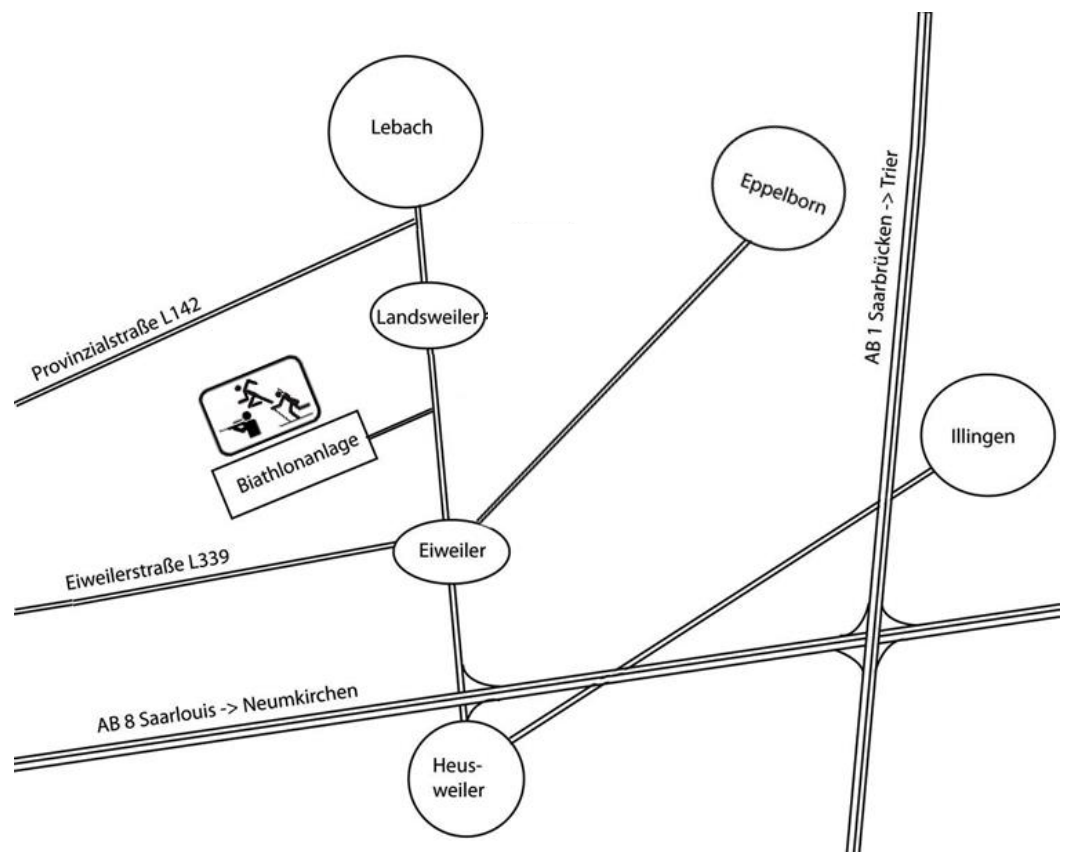 Lebach
Eppelborn
AB 1 Saarbrücken -> Trier
Landsweiler
Provinzialstraße L142
Illingen
Biathlonanlage
Eiweiler
Eiweilerstraße L339
AB 8 Saarlouis -> Neumkirchen
Heus-
weiler